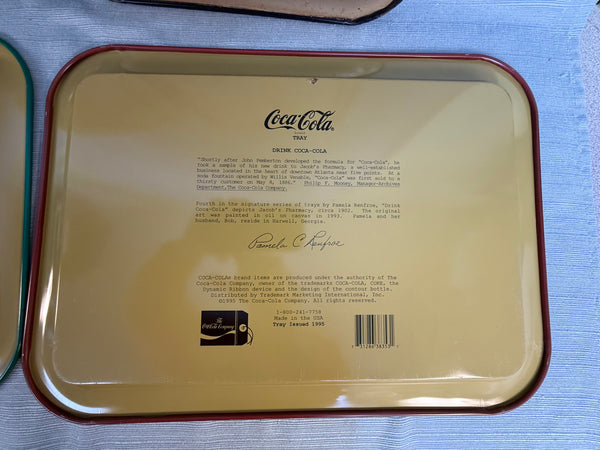 Coca-Cola
TRAY
DRINK COCA-COLA
"Shortly after John Pemberton developed the formula for "Coca-Cola", he
took a sample of his new drink to Jacob's Pharmacy, a well-established
business located in the heart of downtown Atlanta near five points. At a
soda fountain operated by Willis Venable, "Coca-Cola" was first sold to a
thirsty customer on May 8, 1886." Philip F. Mooney, Manager-Archives
Department, The Coca-Cola Company.
Fourth in the signature series of trays by Pamela Renfroe, "Drink
Coca-Cola" depicts Jacob's Pharmacy, circa 1902. The original
art was painted in oil on canvas in 1993. Pamela and her
husband, Bob, reside in Harwell, Georgia.
Pamela C Renfroe
COCA-COLA® brand items are produced under the authority of The
Coca-Cola Company, owner of the trademarks COCA-COLA, COKE, the
Dynamic Ribbon device and the design of the contour bottle.
Distributed by Trademark Marketing International, Inc.
©1995 The Coca-Cola Company. All rights reserved.
The
Coca-Cola Company
1-800-241-7758
Made in the USA
Tray Issued 1995